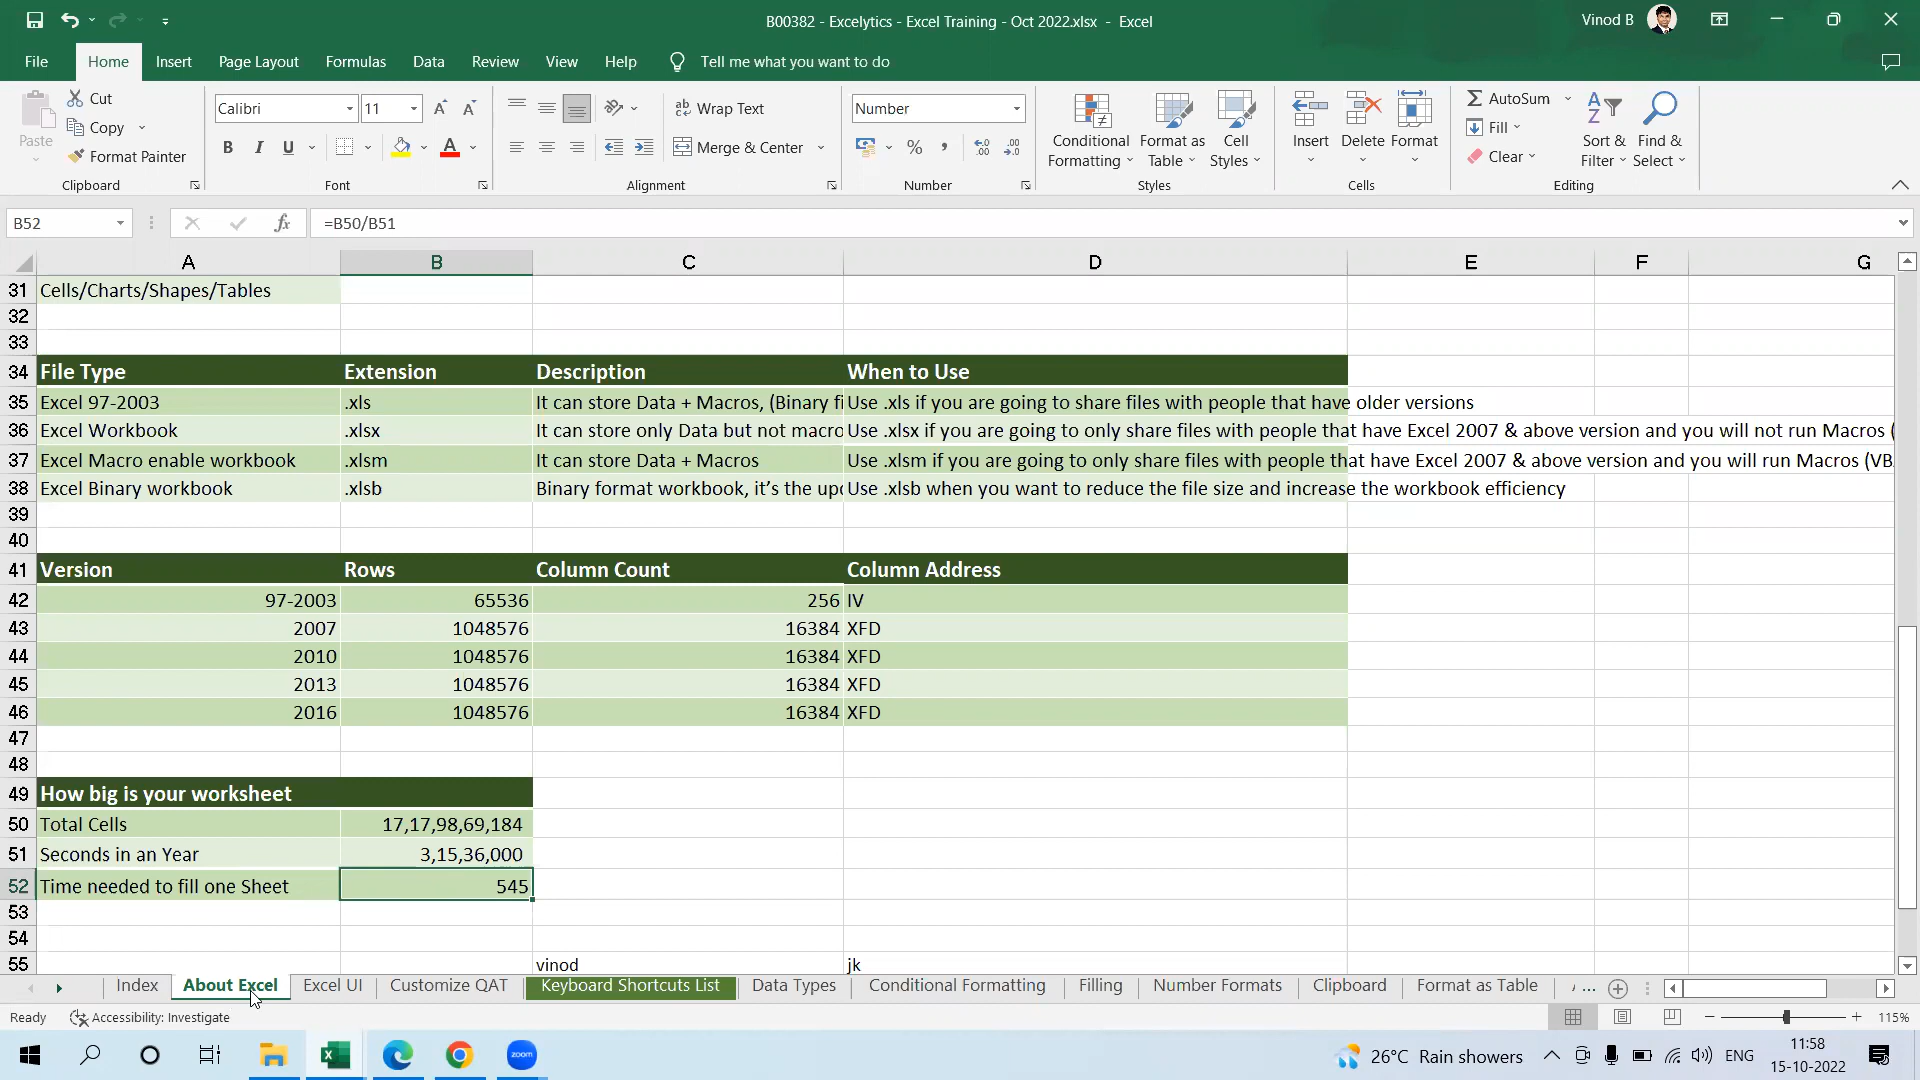 B00382 - Excelytics - Excel Training - Oct 2022.xlsx - Excel
Vinod B
File Home Insert Page Layout Formulas Data Review View Help Tell me what you want to do
Paste
Cut
Copy
Format Painter
Clipboard
Calibri 11
B I U A
Font
ab Wrap Text
Merge & Center
Alignment
Number
% ,
Number
Conditional Formatting
Format as Table
Cell Styles
Styles
Insert Delete Format
Cells
AutoSum
Fill
Clear
Sort & Filter
Find & Select
Editing
B52 fx =B50/B51
A B C D E F G
31 Cells/Charts/Shapes/Tables
32
33
34 File Type Extension Description When to Use
35 Excel 97-2003 .xls It can store Data + Macros, (Binary fi Use .xls if you are going to share files with people that have older versions
36 Excel Workbook .xlsx It can store only Data but not macro Use .xlsx if you are going to only share files with people that have Excel 2007 & above version and you will not run Macros (
37 Excel Macro enable workbook .xlsm It can store Data + Macros Use .xlsm if you are going to only share files with people that have Excel 2007 & above version and you will run Macros (VB
38 Excel Binary workbook .xlsb Binary format workbook, it's the upd Use .xlsb when you want to reduce the file size and increase the workbook efficiency
39
40
41 Version Rows Column Count Column Address
42 97-2003 65536 256 IV
43 2007 1048576 16384 XFD
44 2010 1048576 16384 XFD
45 2013 1048576 16384 XFD
46 2016 1048576 16384 XFD
47
48
49 How big is your worksheet
50 Total Cells 17,17,98,69,184
51 Seconds in an Year 3,15,36,000
52 Time needed to fill one Sheet 545
53
54
55 vinod jk
Index About Excel Excel UI Customize QAT Keyboard Shortcuts List Data Types Conditional Formatting Filling Number Formats Clipboard Format as Table ...
Ready Accessibility: Investigate 115%
zoom 26°C Rain showers ENG 11:58
15-10-2022